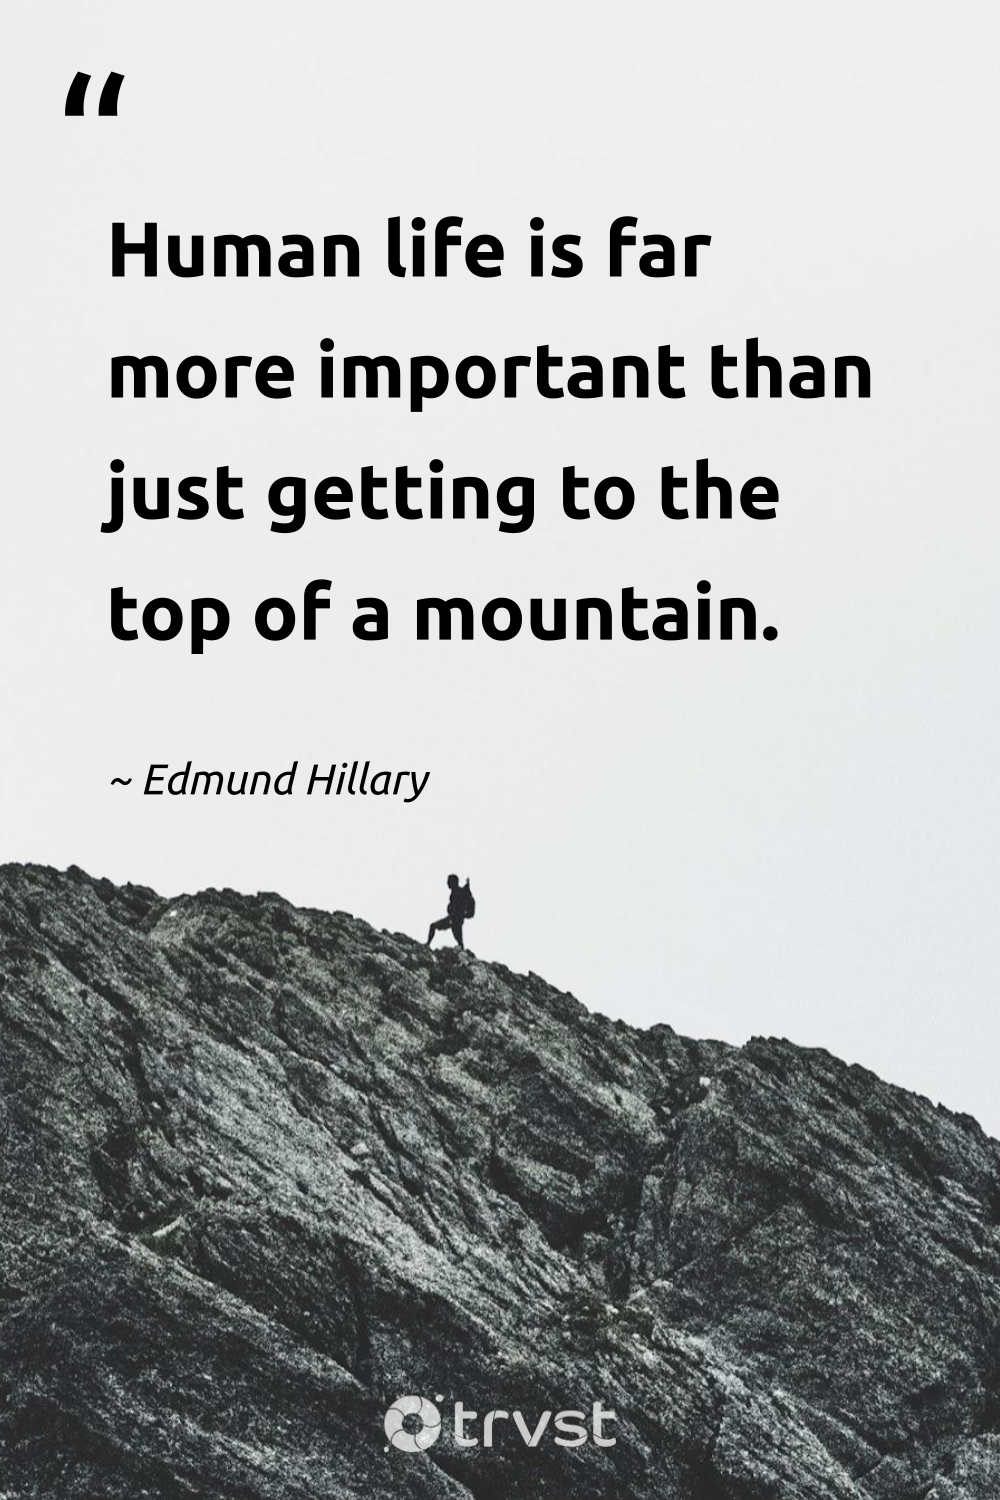 “
Human life is far
more important than
just getting to the
top of a mountain.
~ Edmund Hillary
trvst